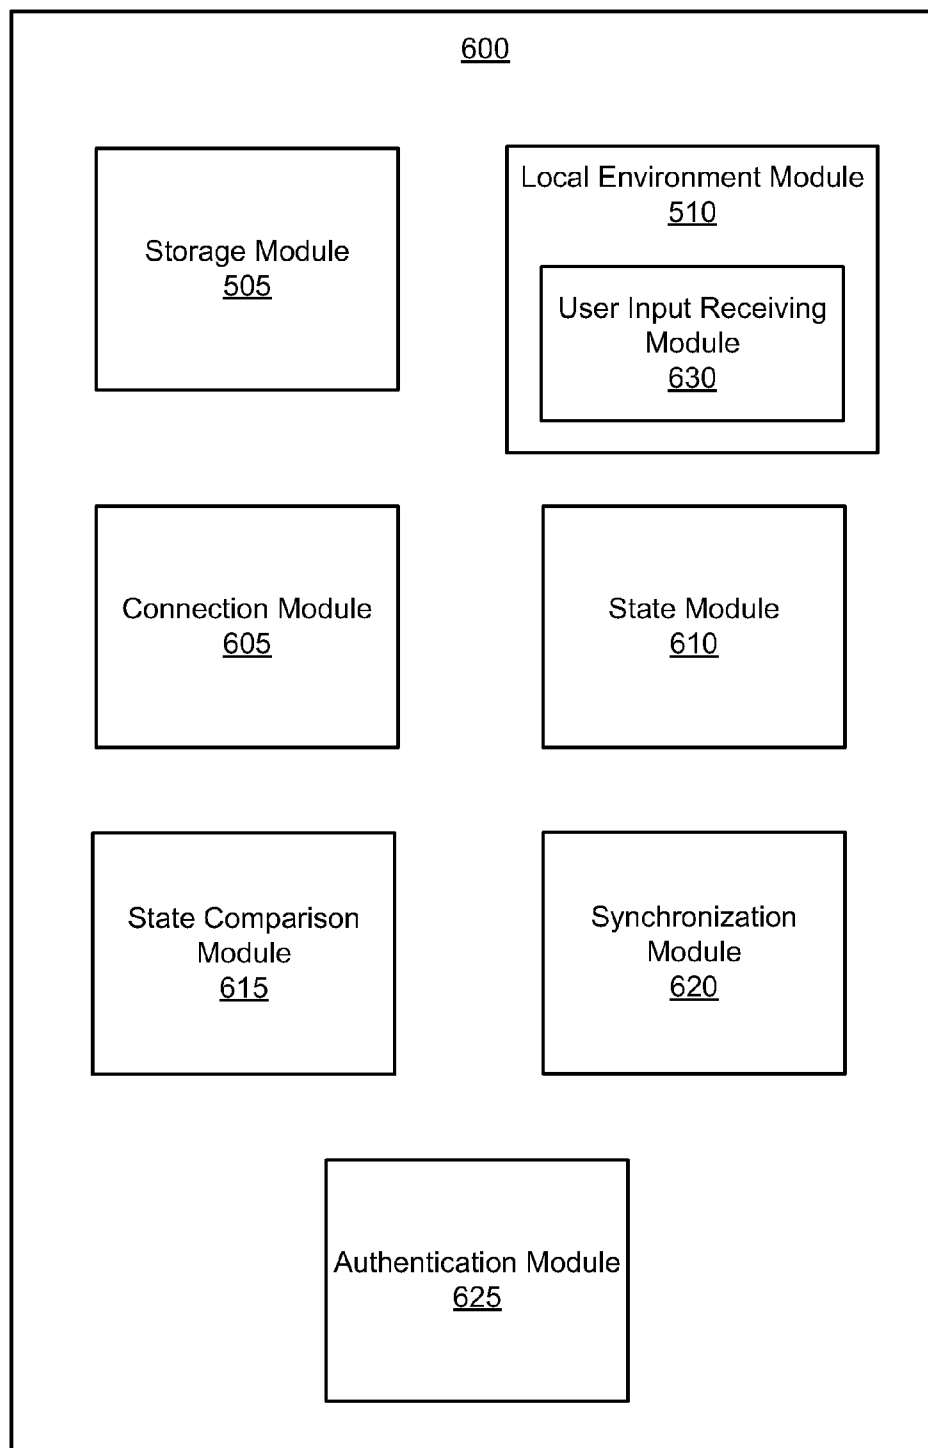 600
Storage Module
505
Local Environment Module
510
User Input Receiving
Module
630
Connection Module
605
State Module
610
State Comparison
Module
615
Synchronization
Module
620
Authentication Module
625